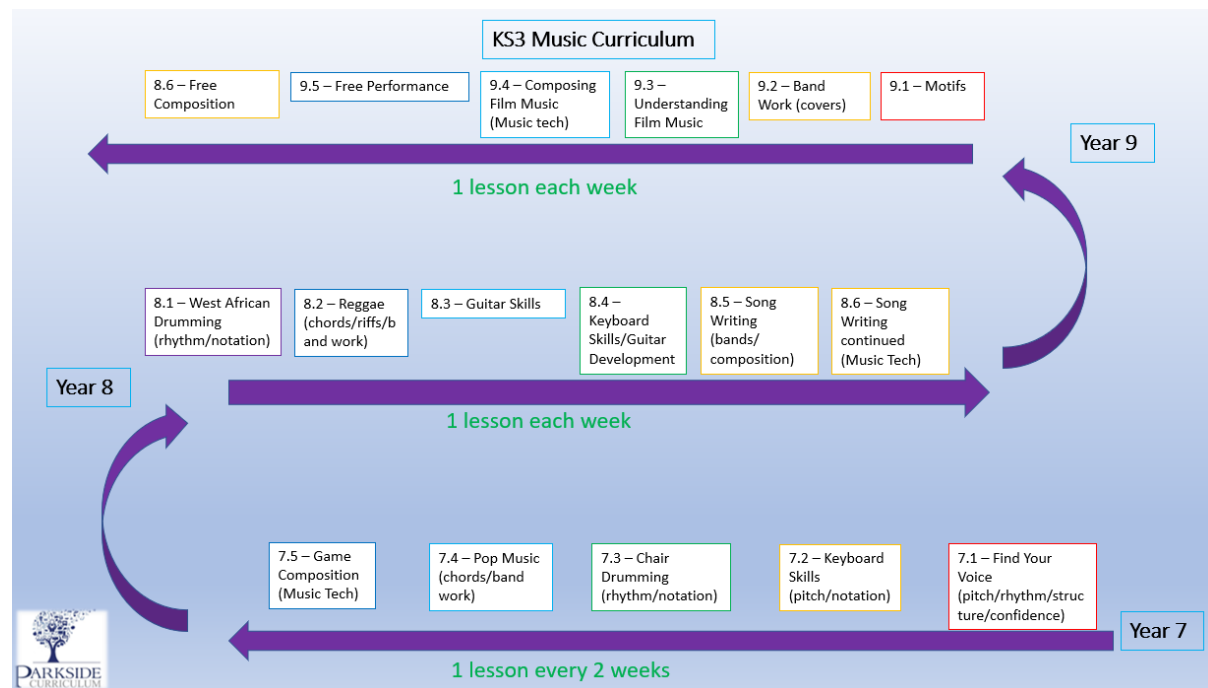 KS3 Music Curriculum
8.6 – Free
Composition
9.5 – Free Performance
9.4 – Composing
Film Music
(Music tech)
9.3 –
Understanding
Film Music
9.2 – Band
Work (covers)
9.1 – Motifs
Year 9
1 lesson each week
8.1 – West African
Drumming
(rhythm/notation)
8.2 – Reggae
(chords/riffs/b
and work)
8.3 – Guitar Skills
8.4 –
Keyboard
Skills/Guitar
Development
8.5 – Song
Writing
(bands/
composition)
8.6 – Song
Writing
continued
(Music Tech)
Year 8
1 lesson each week
7.5 – Game
Composition
(Music Tech)
7.4 – Pop Music
(chords/band
work)
7.3 – Chair
Drumming
(rhythm/notation)
7.2 – Keyboard
Skills
(pitch/notation)
7.1 – Find Your
Voice
(pitch/rhythm/struc
ture/confidence)
Year 7
1 lesson every 2 weeks
PARKSIDE
CURRICULUM